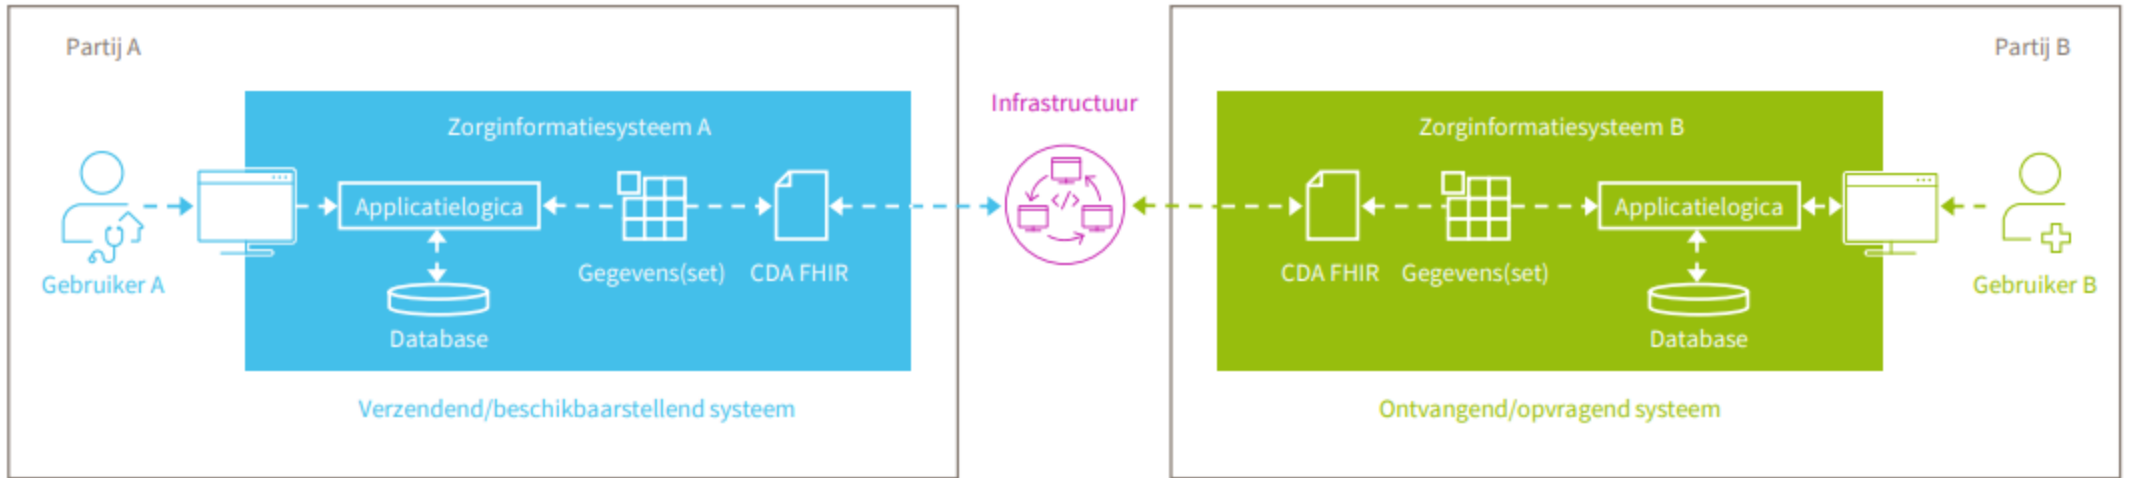 Partij A
Partij B
Infrastructuur
Zorginformatiesysteem A
Zorginformatiesysteem B
Applicatielogica
</>
Applicatielogica
Gebruiker A
Gegevens(set)
CDA FHIR
CDA FHIR
Gegevens(set)
Gebruiker B
Database
Database
Verzendend/beschikbaarstellend systeem
Ontvangend/opvragend systeem